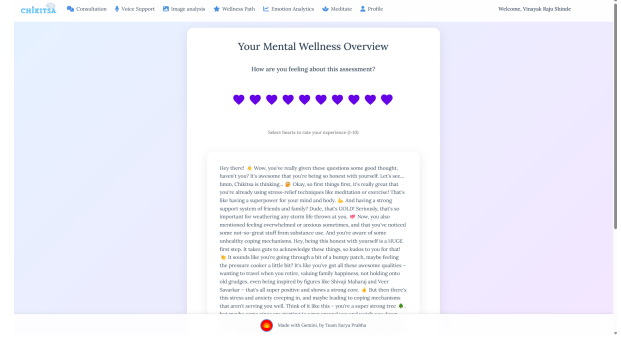 CHIKITSA Consultation Voice Support Image analysis Wellness Path Emotion Analytics Meditate Profile Welcome, Vinayak Raju Shinde
Your Mental Wellness Overview
How are you feeling about this assessment?
Select hearts to rate your experience (1-10)
Hey there! 👋 Wow, you've really given these questions some good thought,
haven't you? It's awesome that you're being so honest with yourself. Let's see...
hmm, Chikitsa is thinking... 🤔 Okay, so first things first, it's really great that
you're already using stress-relief techniques like meditation or exercise! That's
like having a superpower for your mind and body. 💪 And having a strong
support system of friends and family? Dude, that's GOLD! Seriously, that's so
important for weathering any storm life throws at you. 💖 Now, you also
mentioned feeling overwhelmed or anxious sometimes, and that you've noticed
some not-so-great stuff from substance use. And you're aware of some
unhealthy coping mechanisms. Hey, being this honest with yourself is a HUGE
first step. It takes guts to acknowledge these things, so kudos to you for that!
👏 It sounds like you're going through a bit of a bumpy patch, maybe feeling
the pressure cooker a little bit? It's like you've got all these awesome qualities –
wanting to travel when you retire, valuing family happiness, not holding onto
old grudges, even being inspired by figures like Shivaji Maharaj and Veer
Savarkar – that's all super positive and shows a strong core. 🔥 But then there's
this stress and anxiety creeping in, and maybe leading to coping mechanisms
that aren't serving you well. Think of it like this – you're a super strong tree 🌳,
Made with Gemini, by Team Surya Prabha